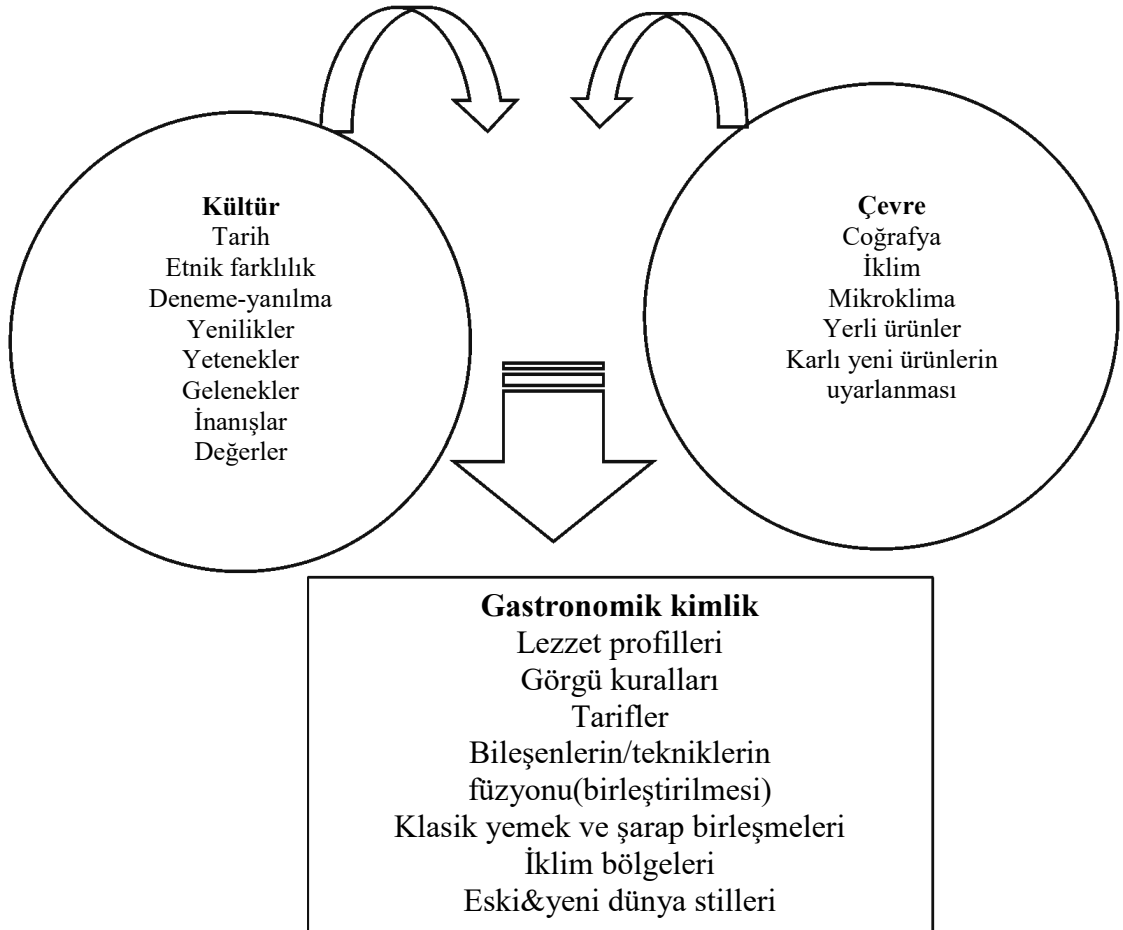 Kültür
Tarih
Etnik farklılık
Deneme-yanılma
Yenilikler
Yetenekler
Gelenekler
İnanışlar
Değerler
Çevre
Coğrafya
İklim
Mikroklima
Yerli ürünler
Karlı yeni ürünlerin
uyarlanması
Gastronomik kimlik
Lezzet profilleri
Görgü kuralları
Tarifler
Bileşenlerin/tekniklerin
füzyonu(birleştirilmesi)
Klasik yemek ve şarap birleşmeleri
İklim bölgeleri
Eski&yeni dünya stilleri